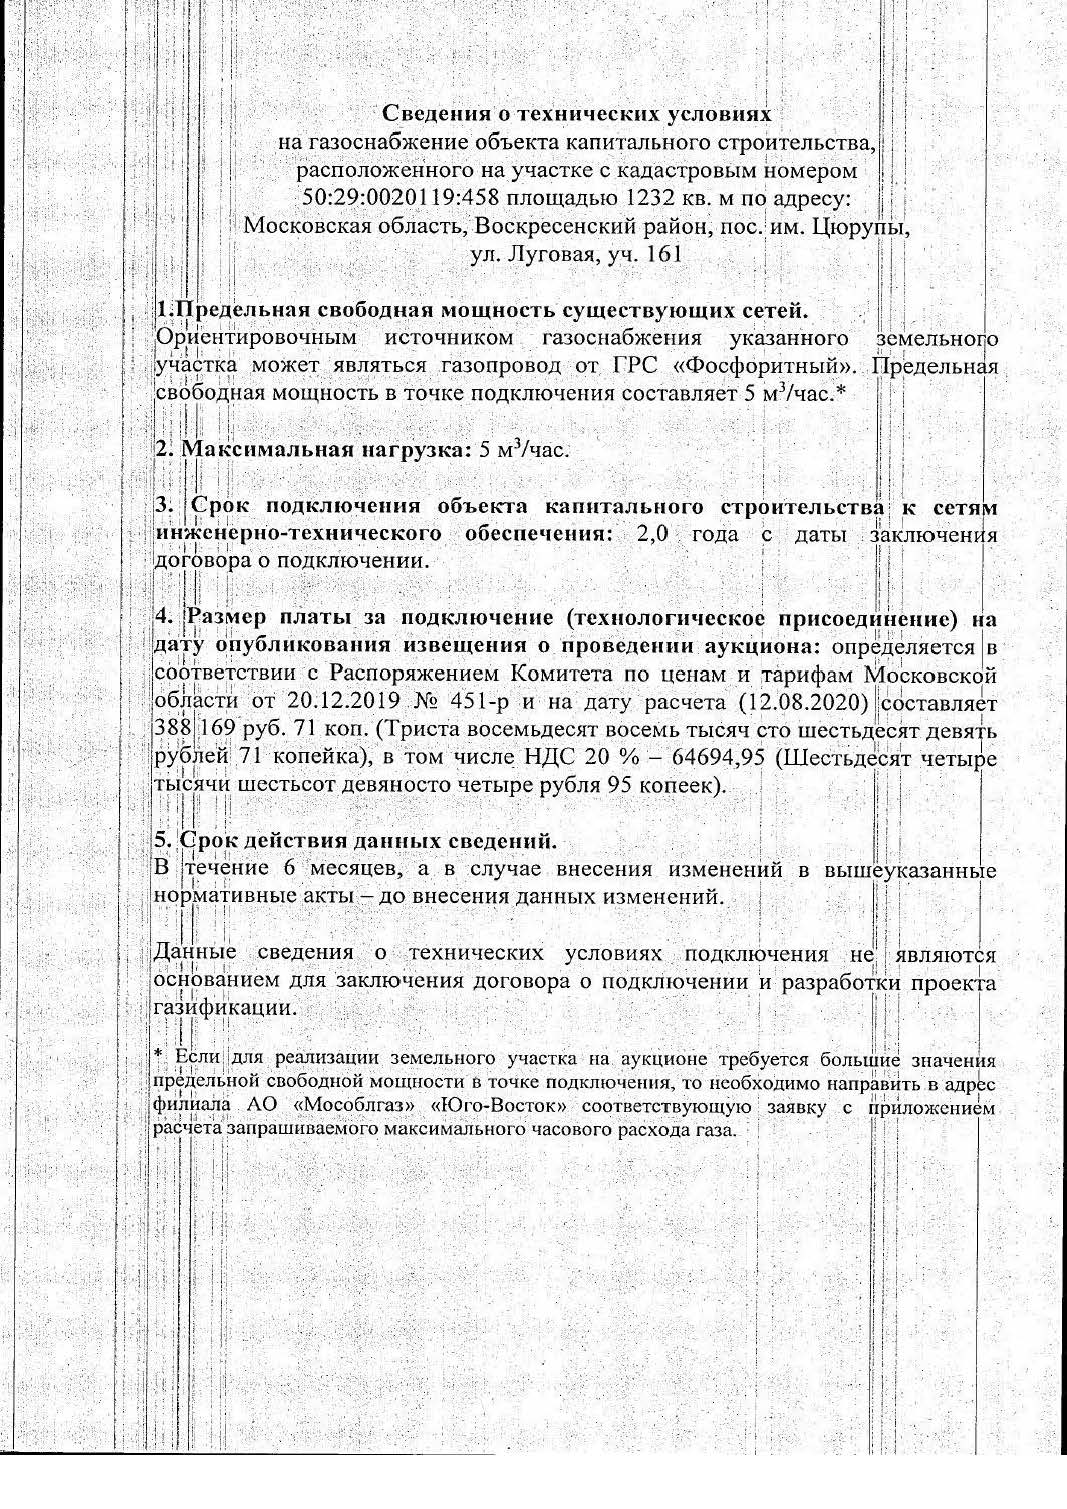 Сведения о технических условиях
на газоснабжение объекта капитального строительства,
расположенного на участке с кадастровым номером
50:29:0020119:458 площадью 1232 кв. м по адресу:
Московская область, Воскресенский район, пос. им. Цюрупы,
ул. Луговая, уч. 161
1.Предельная свободная мощность существующих сетей.
Ориентировочным источником газоснабжения указанного земельного
участка может являться газопровод от ГРС «Фосфоритный». Предельная
свободная мощность в точке подключения составляет 5 м³/час.*
2. Максимальная нагрузка: 5 м³/час.
3. Срок подключения объекта капитального строительства к сетям
инженерно-технического обеспечения: 2,0 года с даты заключения
договора о подключении.
4. Размер платы за подключение (технологическое присоединение) на
дату опубликования извещения о проведении аукциона: определяется в
соответствии с Распоряжением Комитета по ценам и тарифам Московской
области от 20.12.2019 № 451-р и на дату расчета (12.08.2020) составляет
388 169 руб. 71 коп. (Триста восемьдесят восемь тысяч сто шестьдесят девять
рублей 71 копейка), в том числе НДС 20 % – 64694,95 (Шестьдесят четыре
тысячи шестьсот девяносто четыре рубля 95 копеек).
5. Срок действия данных сведений.
В течение 6 месяцев, а в случае внесения изменений в вышеуказанные
нормативные акты – до внесения данных изменений.
Данные сведения о технических условиях подключения не являются
основанием для заключения договора о подключении и разработки проекта
газификации.
* Если для реализации земельного участка на аукционе требуется большие значения
предельной свободной мощности в точке подключения, то необходимо направить в адрес
филиала АО «Мособлгаз» «Юго-Восток» соответствующую заявку с приложением
расчета запрашиваемого максимального часового расхода газа.